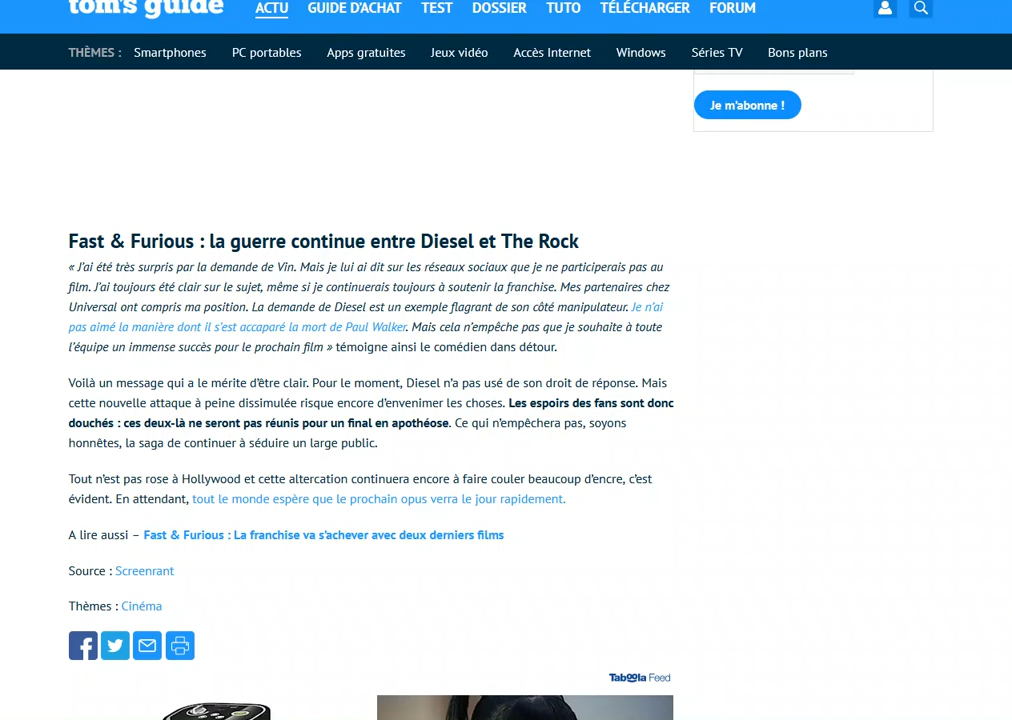 tom's guide
ACTU GUIDE D'ACHAT TEST DOSSIER TUTO TÉLÉCHARGER FORUM
THÈMES : Smartphones PC portables Apps gratuites Jeux vidéo Accès Internet Windows Séries TV Bons plans
Je m'abonne !
Fast & Furious : la guerre continue entre Diesel et The Rock
« J'ai été très surpris par la demande de Vin. Mais je lui ai dit sur les réseaux sociaux que je ne participerais pas au
film. J'ai toujours été clair sur le sujet, même si je continuerais toujours à soutenir la franchise. Mes partenaires chez
Universal ont compris ma position. La demande de Diesel est un exemple flagrant de son côté manipulateur. Je n'ai
pas aimé la manière dont il s'est accaparé la mort de Paul Walker. Mais cela n'empêche pas que je souhaite à toute
l'équipe un immense succès pour le prochain film » témoigne ainsi le comédien dans détour.
Voilà un message qui a le mérite d'être clair. Pour le moment, Diesel n'a pas usé de son droit de réponse. Mais
cette nouvelle attaque à peine dissimulée risque encore d'envenimer les choses. Les espoirs des fans sont donc
douchés : ces deux-là ne seront pas réunis pour un final en apothéose. Ce qui n'empêchera pas, soyons
honnêtes, la saga de continuer à séduire un large public.
Tout n'est pas rose à Hollywood et cette altercation continuera encore à faire couler beaucoup d'encre, c'est
évident. En attendant, tout le monde espère que le prochain opus verra le jour rapidement.
A lire aussi – Fast & Furious : La franchise va s'achever avec deux derniers films
Source : Screenrant
Thèmes : Cinéma
Taboola Feed